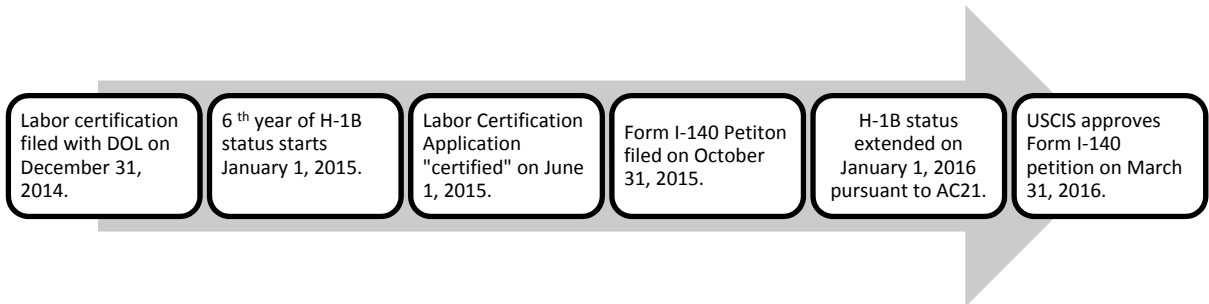 Labor certification
filed with DOL on
December 31,
2014.
6 th year of H-1B
status starts
January 1, 2015.
Labor Certification
Application
"certified" on June
1, 2015.
Form I-140 Petiton
filed on October
31, 2015.
H-1B status
extended on
January 1, 2016
pursuant to AC21.
USCIS approves
Form I-140
petition on March
31, 2016.